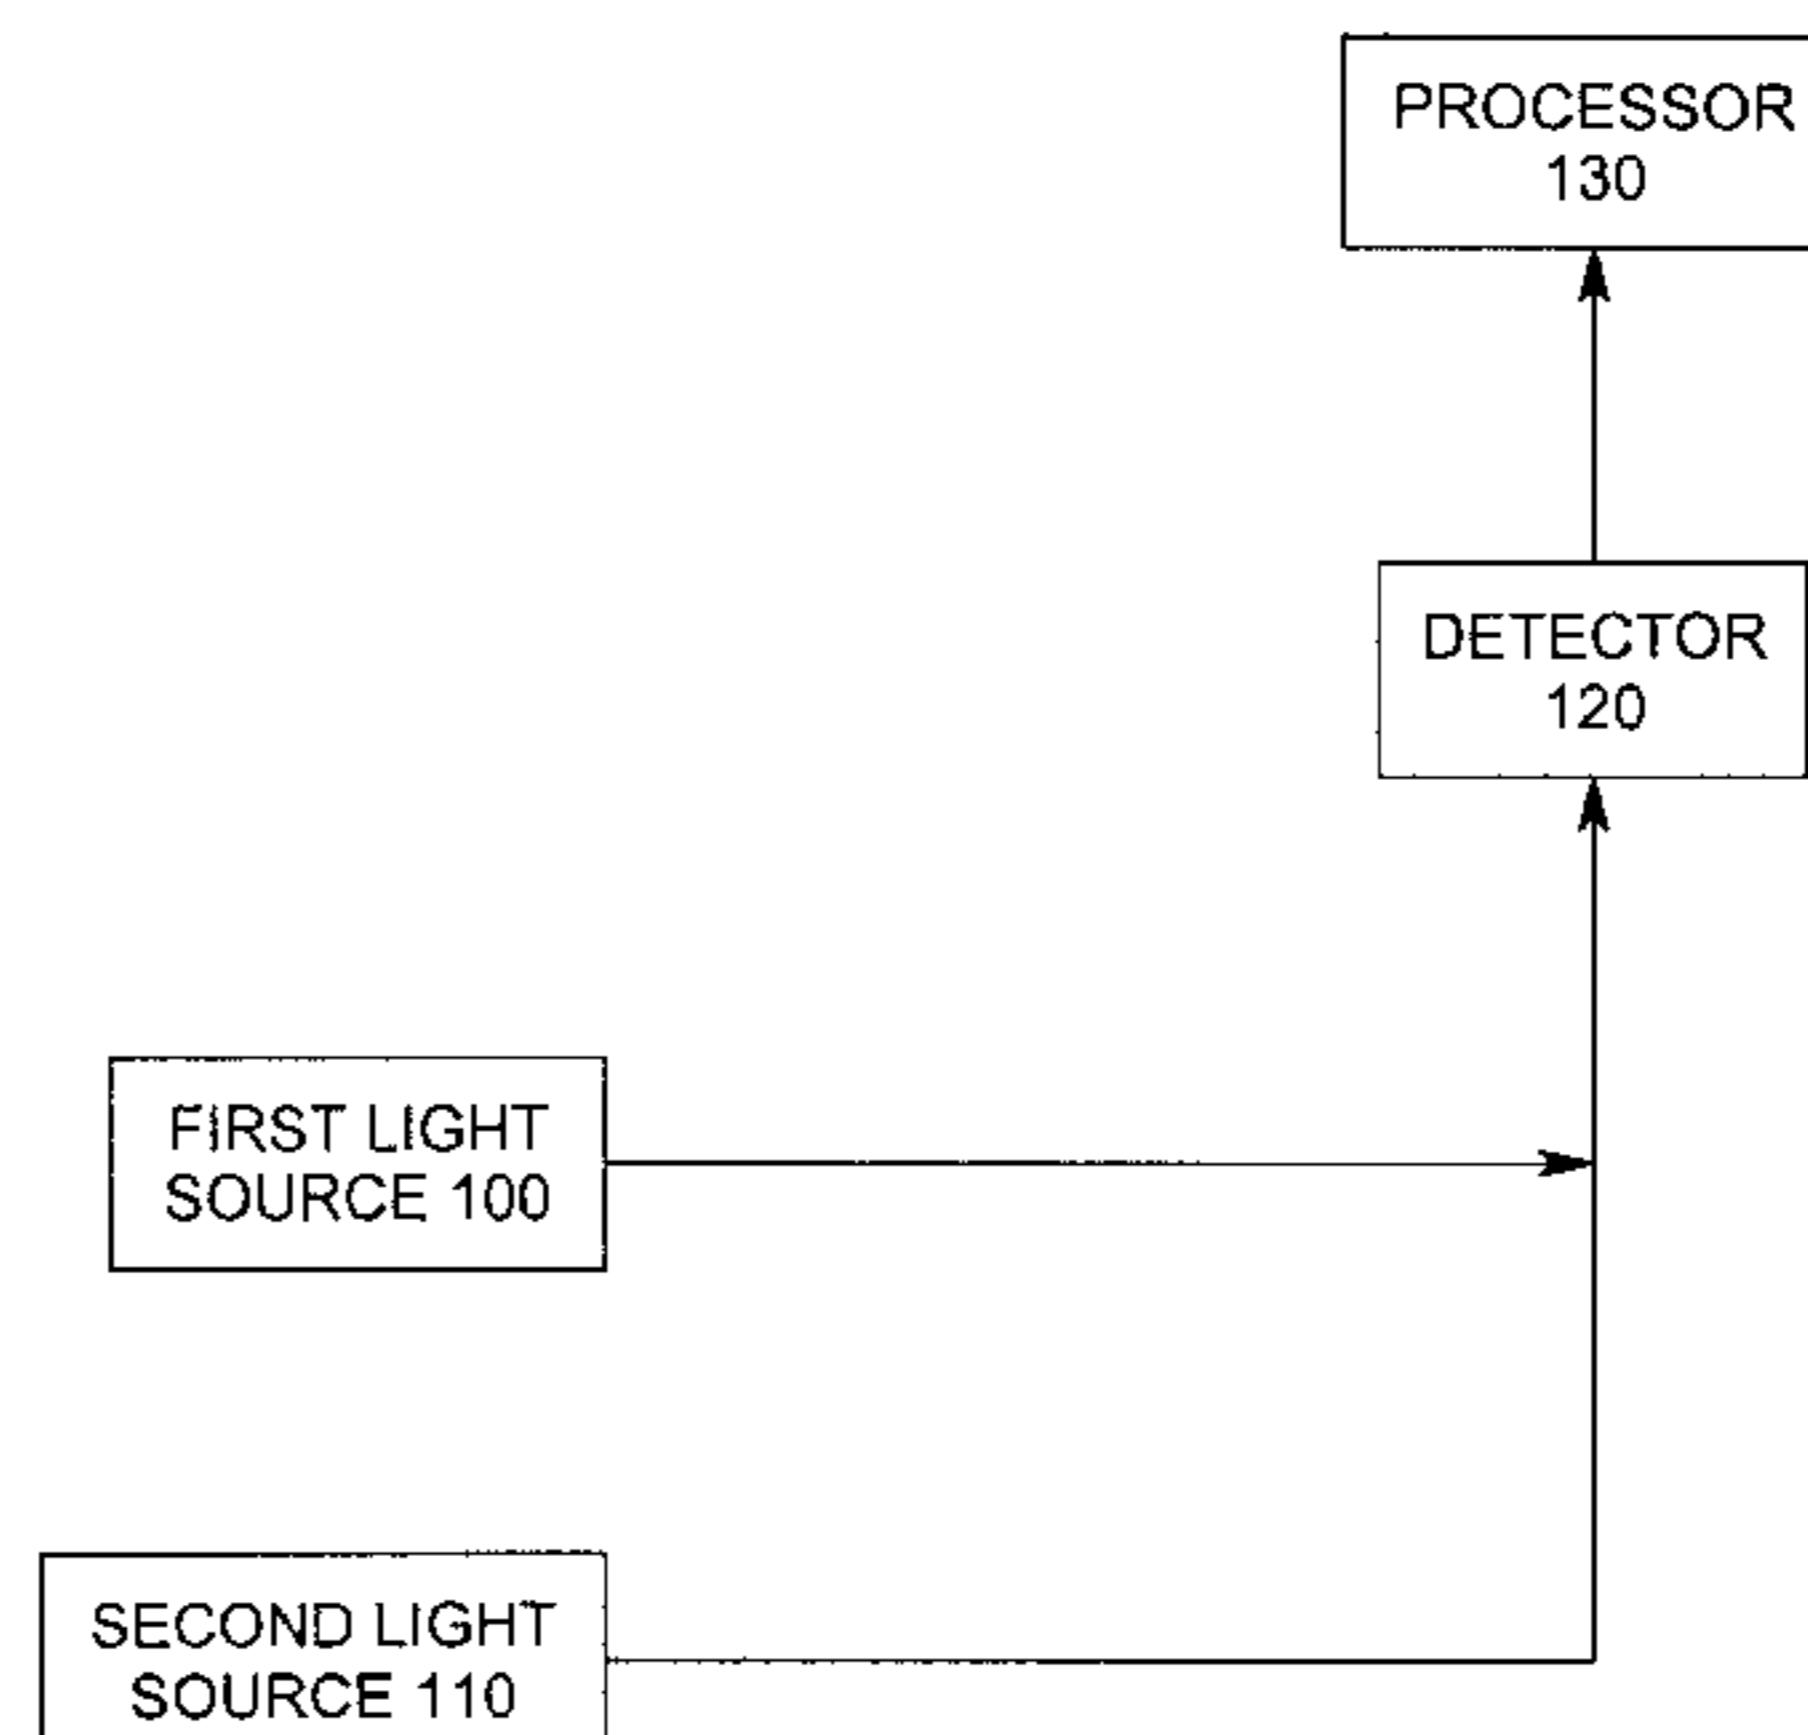 PROCESSOR
130
DETECTOR
120
FIRST LIGHT
SOURCE 100
SECOND LIGHT
SOURCE 110